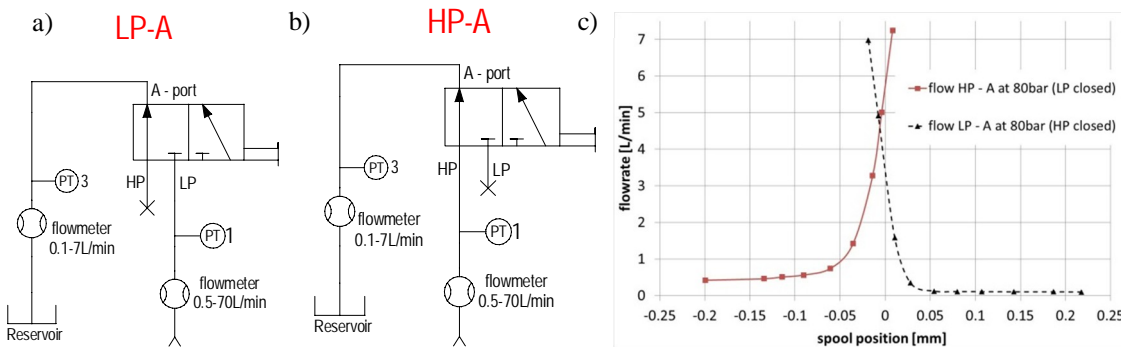 a)
LP-A
A - port
HP
LP
PT 3
flowmeter
0.1-7L/min
PT 1
flowmeter
0.5-70L/min
Reservoir
b)
HP-A
A - port
HP
LP
PT 3
flowmeter
0.1-7L/min
PT 1
flowmeter
0.5-70L/min
Reservoir
c)
flowrate [L/min]
7
6
5
4
3
2
1
0
flow HP - A at 80bar (LP closed)
flow LP - A at 80bar (HP closed)
-0.25 -0.2 -0.15 -0.1 -0.05 0 0.05 0.1 0.15 0.2 0.25
spool position [mm]